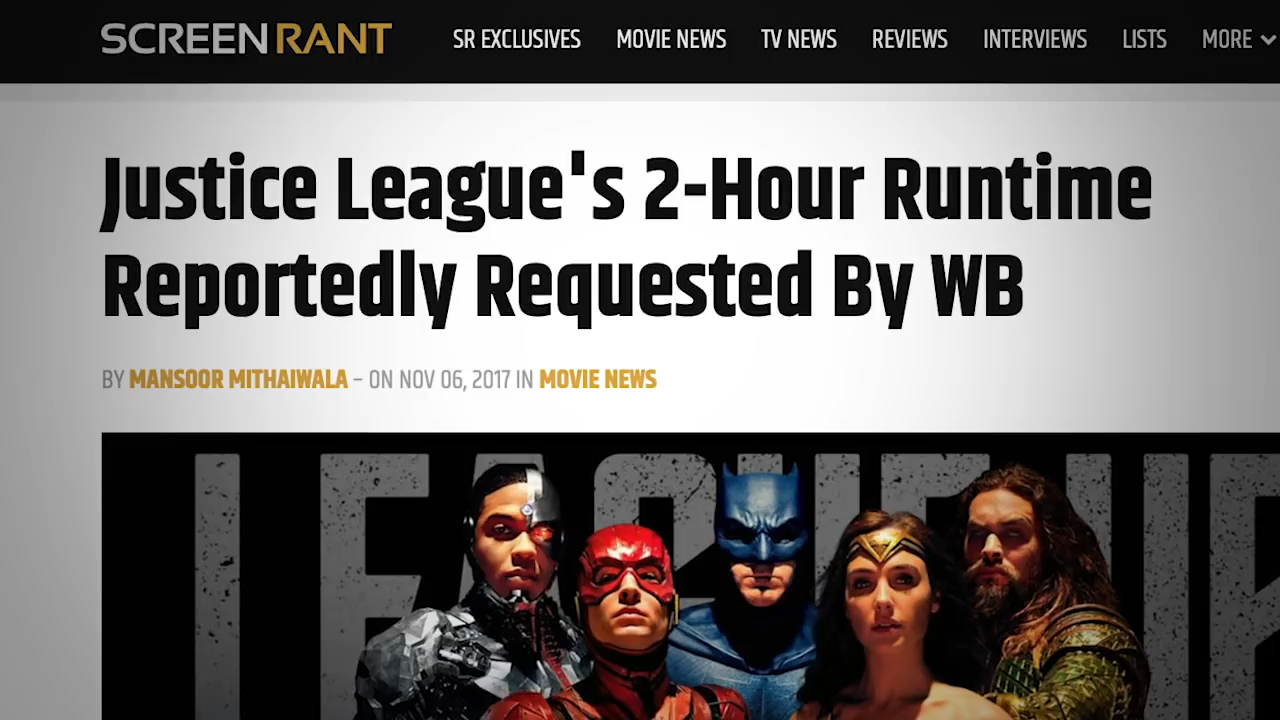 SCREENRANT SR EXCLUSIVES MOVIE NEWS TV NEWS REVIEWS INTERVIEWS LISTS MORE
Justice League's 2-Hour Runtime
Reportedly Requested By WB
BY MANSOOR MITHAIWALA – ON NOV 06, 2017 IN MOVIE NEWS